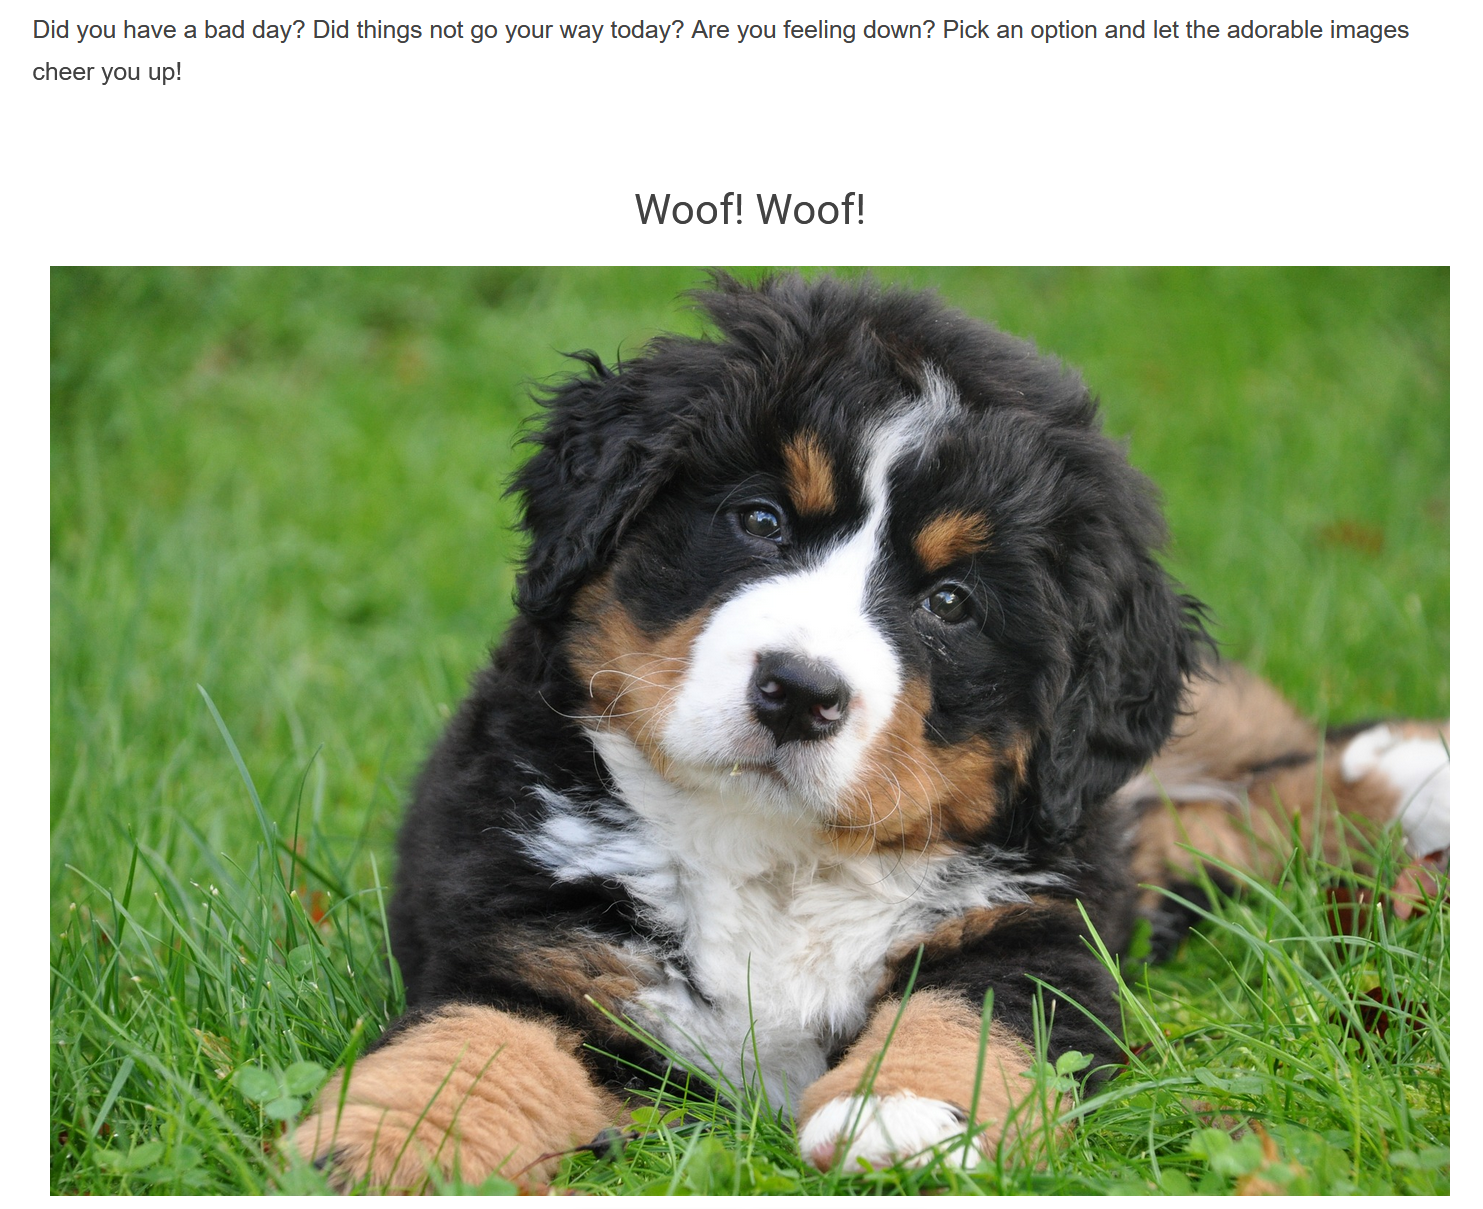 Did you have a bad day? Did things not go your way today? Are you feeling down? Pick an option and let the adorable images
cheer you up!
Woof! Woof!